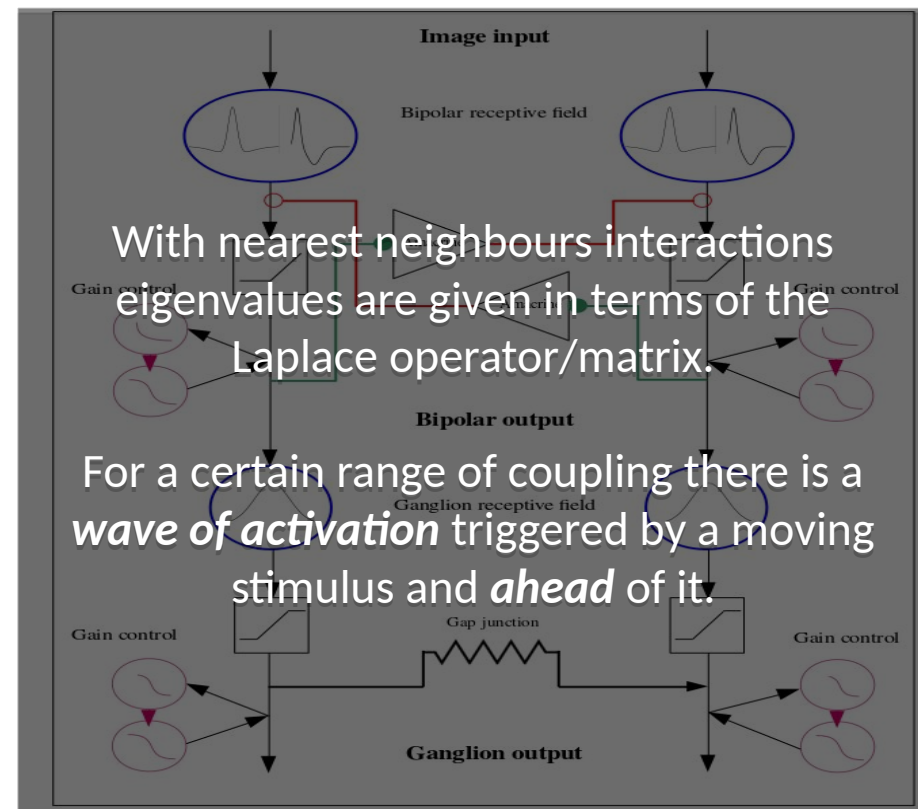 Image input
Bipolar receptive field
With nearest neighbours interactions
Gain control
Gain control
eigenvalues are given in terms of the
Laplace operator/matrix.
Bipolar output
For a certain range of coupling there is a
Ganglion receptive field
wave of activation triggered by a moving
stimulus and ahead of it.
Gap junction
Gain control
Gain control
Ganglion output